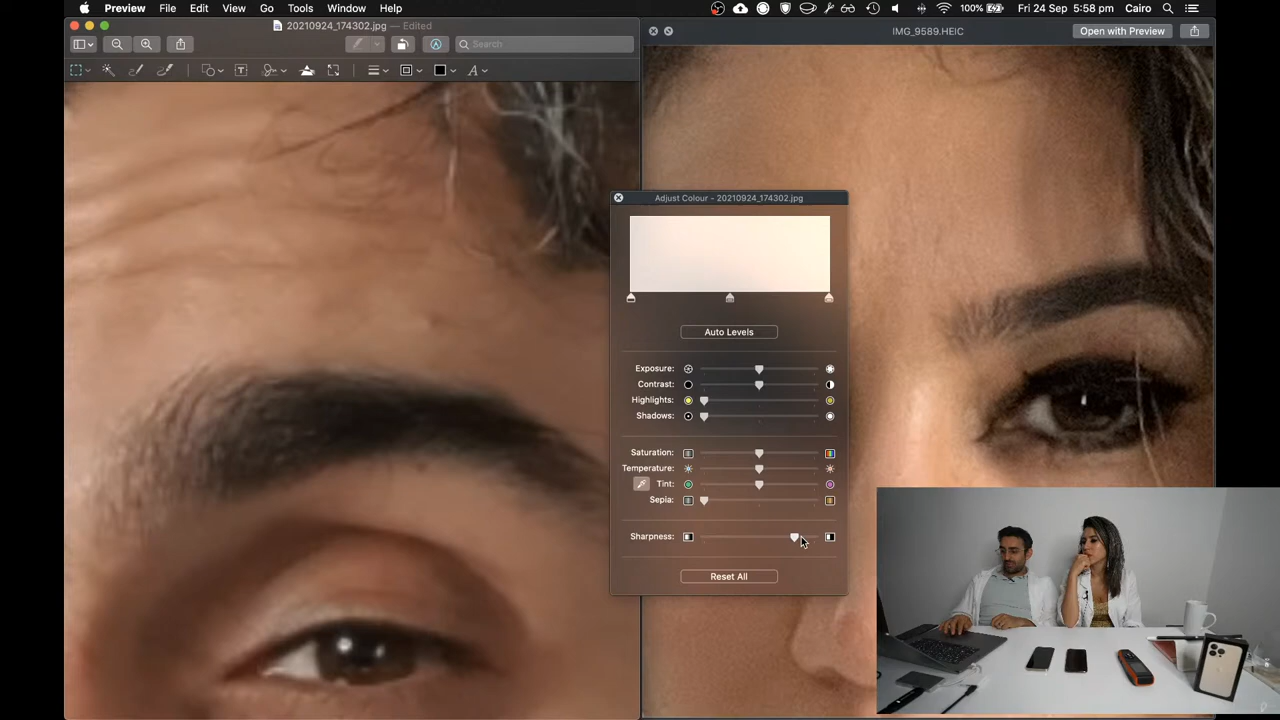 Preview File Edit View Go Tools Window Help
100% Fri 24 Sep 5:58 pm Cairo
20210924_174302.jpg — Edited
Search
IMG_9589.HEIC
Open with Preview
Adjust Colour - 20210924_174302.jpg
Auto Levels
Exposure:
Contrast:
Highlights:
Shadows:
Saturation:
Temperature:
Tint:
Sepia:
Sharpness:
Reset All